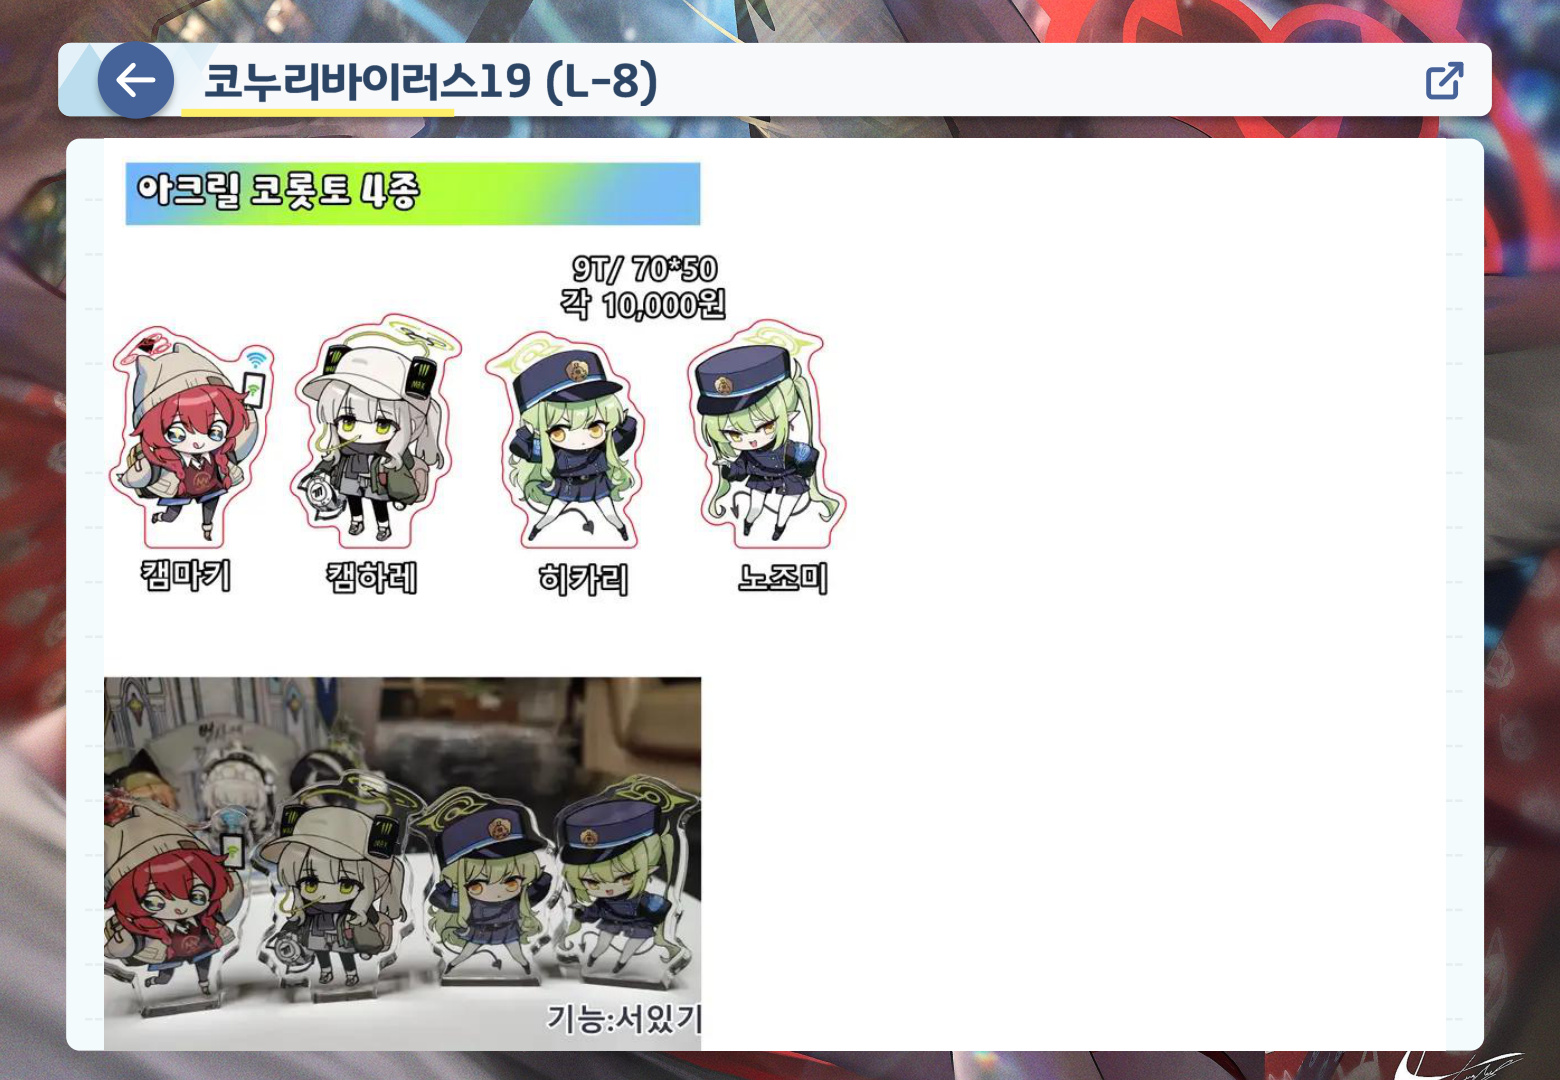 코누리바이러스19 (L-8)
아크릴 코롯토 4종
9T/ 70*50
각 10,000원
캠마키
캠하레
히카리
노조미
기능:서있기